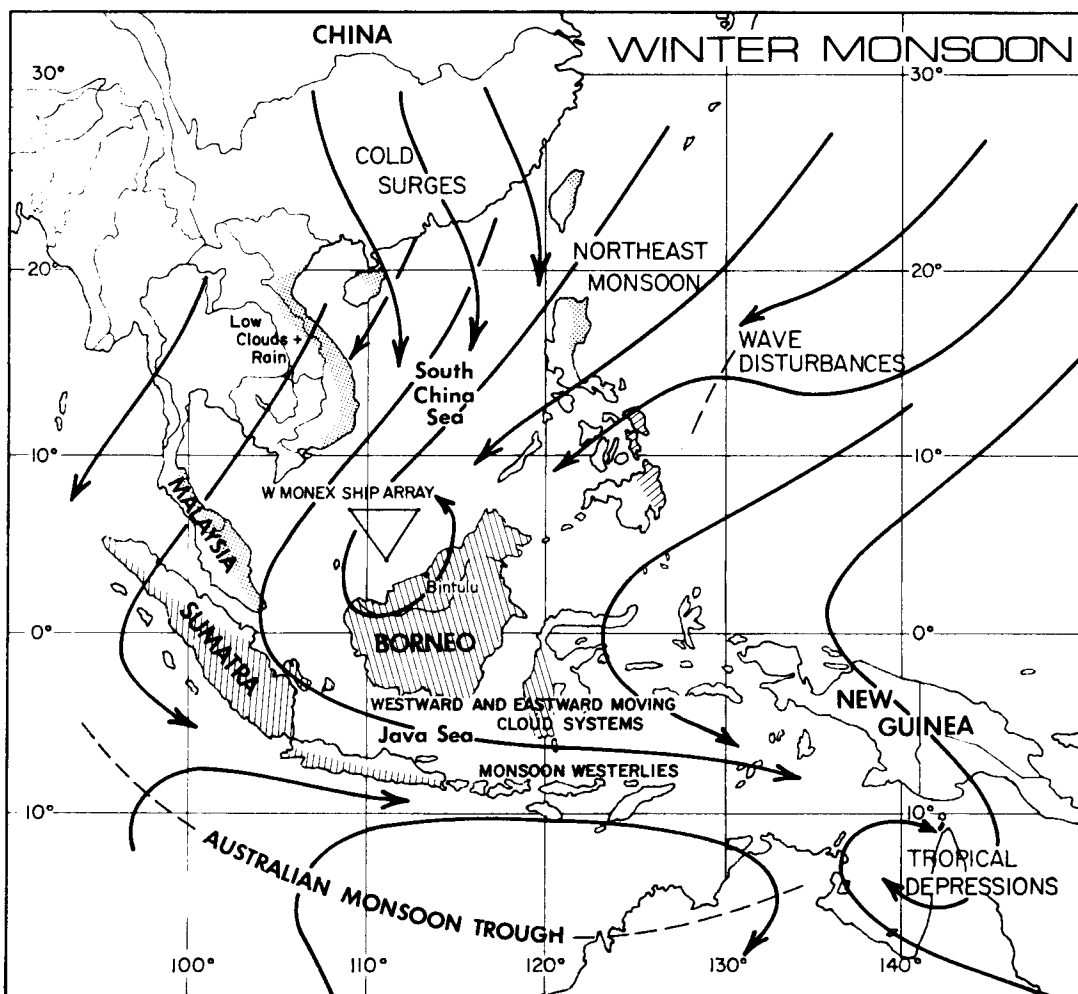 CHINA
WINTER MONSOON
30°
30°
COLD
SURGES
NORTHEAST
MONSOON
20°
120°
20°
Low
Clouds +
Rain
WAVE
DISTURBANCES
South
China
Sea
10°
10°
W MONEX SHIP ARRAY
MALAYSIA
Bintulu
SUMATRA
BORNEO
0°
0°
WESTWARD AND EASTWARD MOVING
CLOUD SYSTEMS
NEW
GUINEA
Java Sea
MONSOON WESTERLIES
10°
10°
AUSTRALIAN MONSOON TROUGH
TROPICAL
DEPRESSIONS
100°
110°
120°
130°
140°